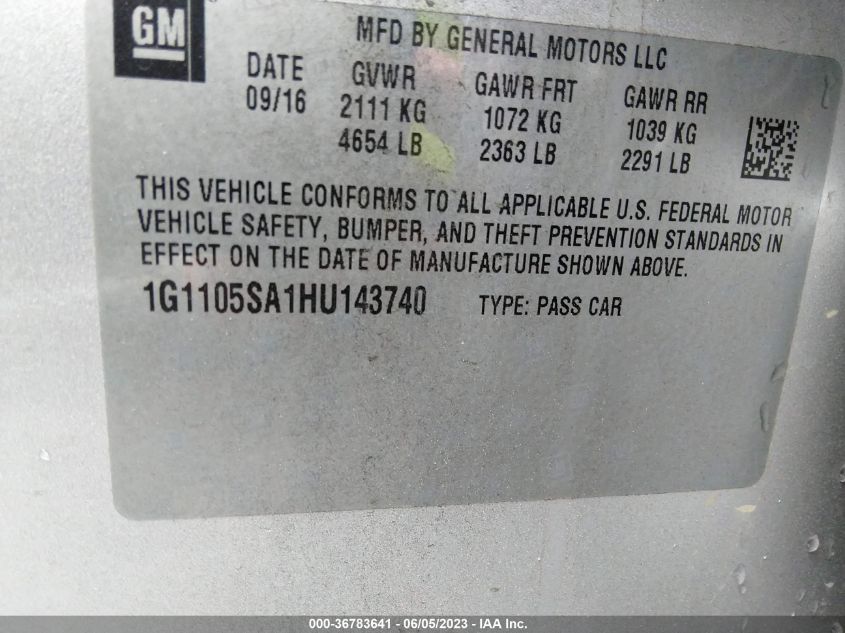 GM
MFD BY GENERAL MOTORS LLC
DATE GVWR GAWR FRT GAWR RR
09/16 2111 KG 1072 KG 1039 KG
4654 LB 2363 LB 2291 LB
THIS VEHICLE CONFORMS TO ALL APPLICABLE U.S. FEDERAL MOTOR
VEHICLE SAFETY, BUMPER, AND THEFT PREVENTION STANDARDS IN
EFFECT ON THE DATE OF MANUFACTURE SHOWN ABOVE.
1G1105SA1HU143740 TYPE: PASS CAR
000-36783641 - 06/05/2023 - IAA Inc.